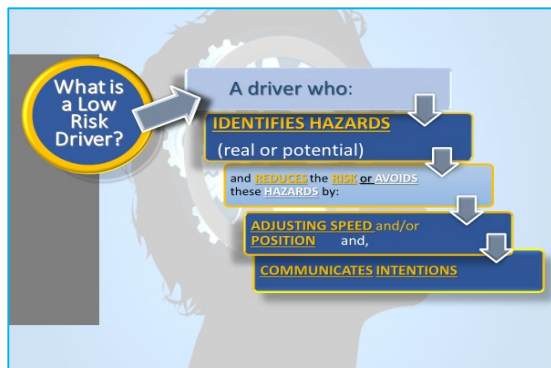 What is
a Low
Risk
Driver?
A driver who:
IDENTIFIES HAZARDS
(real or potential)
and REDUCES the RISK or AVOIDS
these HAZARDS by:
ADJUSTING SPEED and/or
POSITION and,
COMMUNICATES INTENTIONS